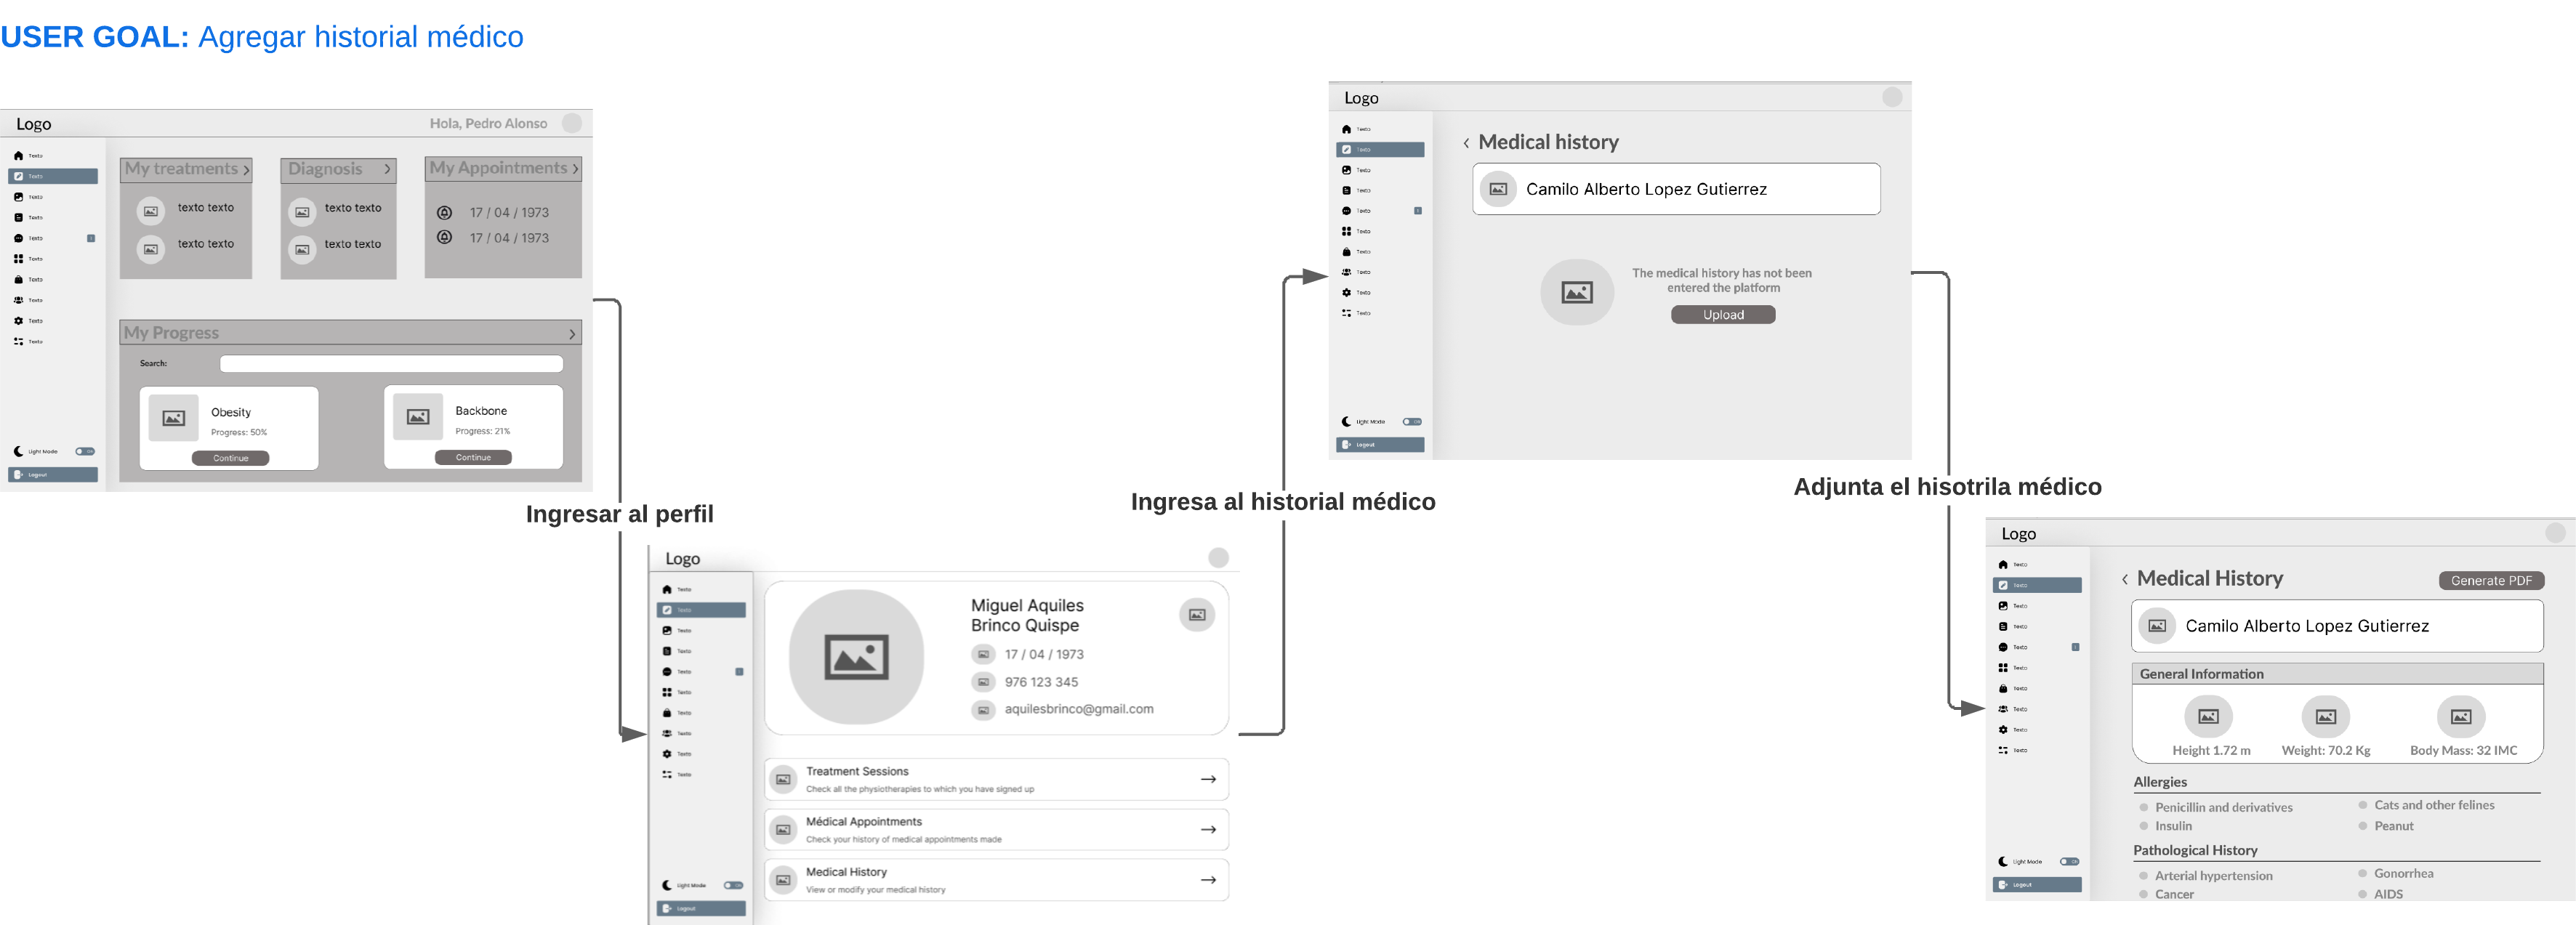 USER GOAL: Agregar historial médico
Logo
Hola, Pedro Alonso
Texto
Texto
Texto
Texto
Texto
Texto
Texto
Texto
Texto
Texto
Light Mode
Logout
My treatments >
texto texto
texto texto
Diagnosis >
texto texto
texto texto
My Appointments >
17 / 04 / 1973
17 / 04 / 1973
My Progress >
Search:
Obesity
Progress: 50%
Continue
Backbone
Progress: 21%
Continue
Ingresar al perfil
Logo
Texto
Texto
Texto
Texto
Texto
Texto
Texto
Texto
Texto
Texto
Light Mode
Logout
Miguel Aquiles
Brinco Quispe
17 / 04 / 1973
976 123 345
aquilesbrinco@gmail.com
Treatment Sessions
Check all the physiotherapies to which you have signed up
Médical Appointments
Check your history of medical appointments made
Medical History
View or modify your medical history
Ingresa al historial médico
Logo
Texto
Texto
Texto
Texto
Texto
Texto
Texto
Texto
Texto
Texto
Light Mode
Logout
< Medical history
Camilo Alberto Lopez Gutierrez
The medical history has not been
entered the platform
Upload
Adjunta el hisotrila médico
Logo
Texto
Texto
Texto
Texto
Texto
Texto
Texto
Texto
Texto
Texto
Light Mode
Logout
< Medical History
Generate PDF
Camilo Alberto Lopez Gutierrez
General Information
Height 1.72 m
Weight: 70.2 Kg
Body Mass: 32 IMC
Allergies
Penicillin and derivatives
Cats and other felines
Insulin
Peanut
Pathological History
Arterial hypertension
Gonorrhea
Cancer
AIDS